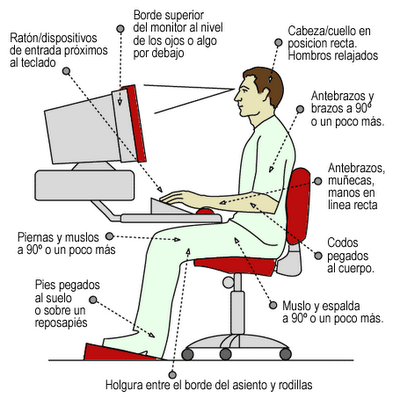 Borde superior
del monitor al nivel
de los ojos o algo
por debajo
Ratón/dispositivos
de entrada próximos
al teclado
Cabeza/cuello en
posicion recta.
Hombros relajados
Antebrazos y
brazos a 90º
o un poco más.
Antebrazos,
muñecas,
manos en
linea recta
Codos
pegados
al cuerpo.
Muslo y espalda
a 90º o un poco más.
Piernas y muslos
a 90º o un poco más
Pies pegados
al suelo
o sobre un
reposapiés
Holgura entre el borde del asiento y rodillas